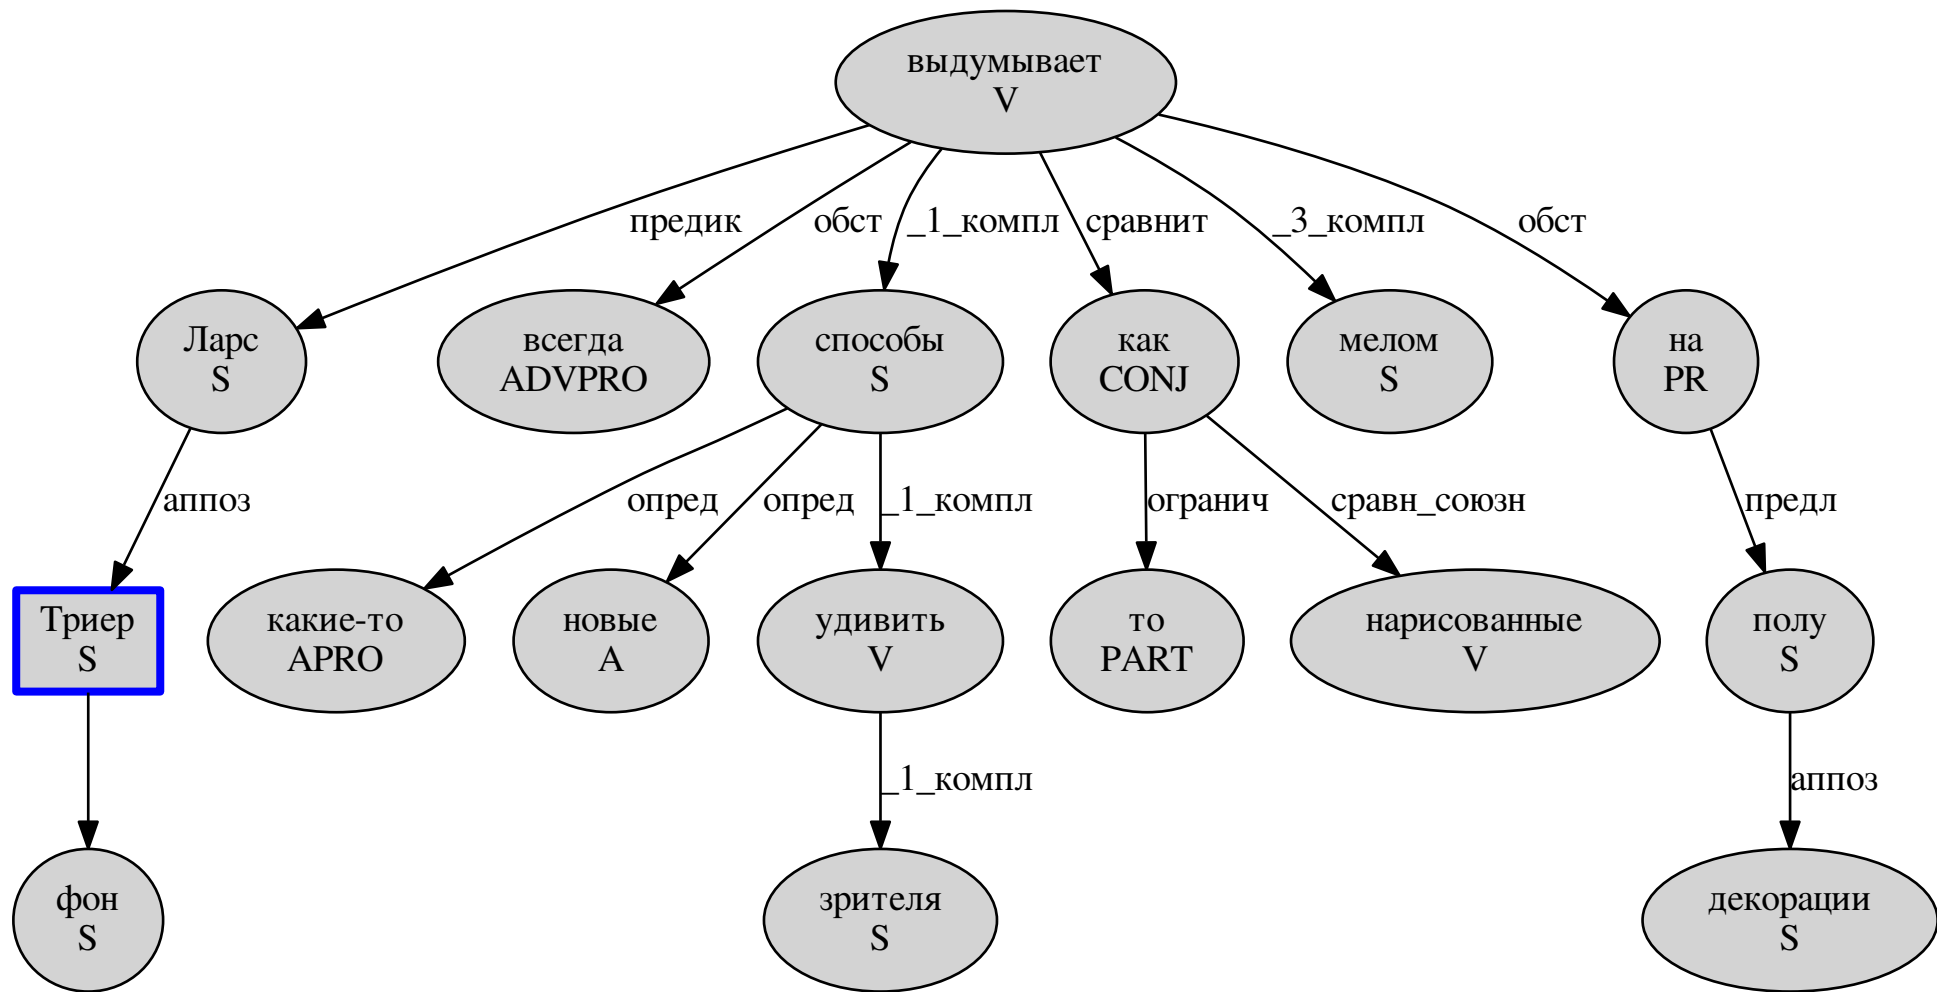 выдумывает
V
предик
обст
_1_компл
сравнит
_3_компл
обст
Ларс
S
всегда
ADVPRO
способы
S
как
CONJ
мелом
S
на
PR
аппоз
опред
опред
_1_компл
огранич
сравн_союзн
предл
Триер
S
какие-то
APRO
новые
A
удивить
V
то
PART
нарисованные
V
полу
S
_1_компл
аппоз
фон
S
зрителя
S
декорации
S